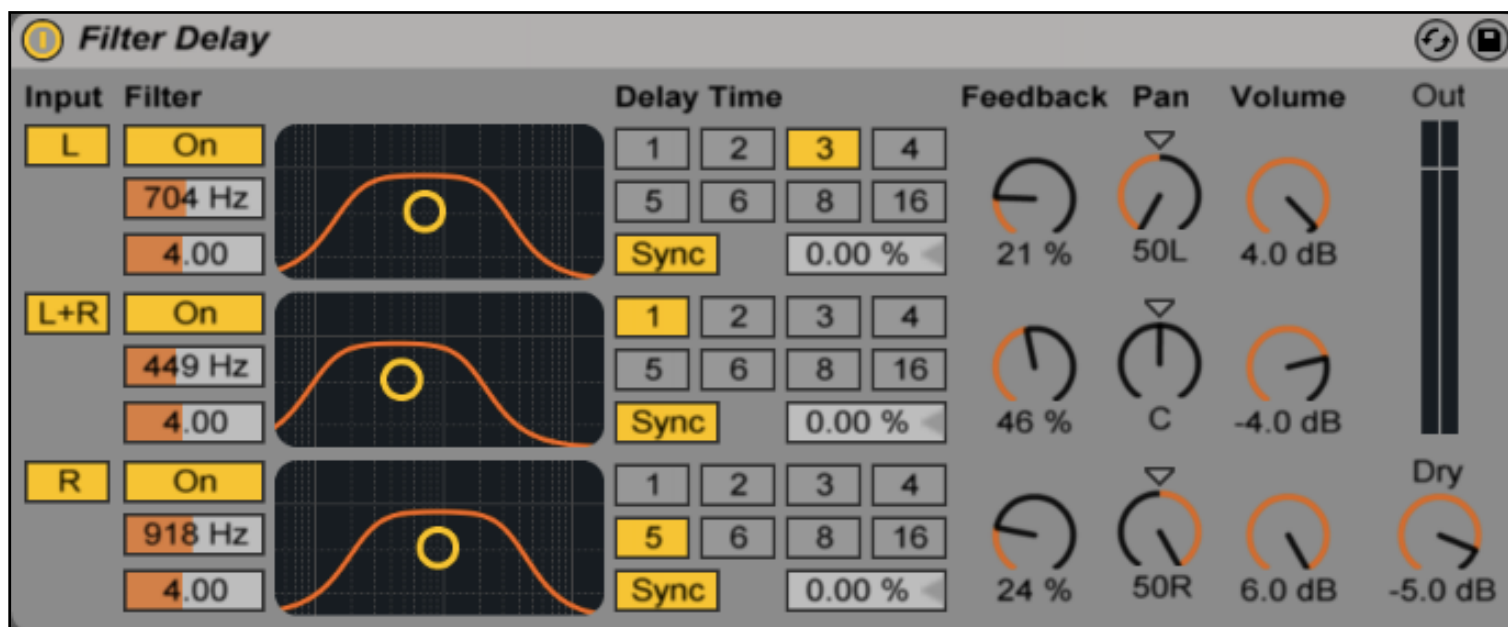 Filter Delay
Input Filter Delay Time Feedback Pan Volume Out
L On 1 2 3 4
704 Hz 5 6 8 16
4.00 Sync 0.00 % 21 % 50L 4.0 dB
L+R On 1 2 3 4
449 Hz 5 6 8 16
4.00 Sync 0.00 % 46 % C -4.0 dB
R On 1 2 3 4 Dry
918 Hz 5 6 8 16
4.00 Sync 0.00 % 24 % 50R 6.0 dB -5.0 dB